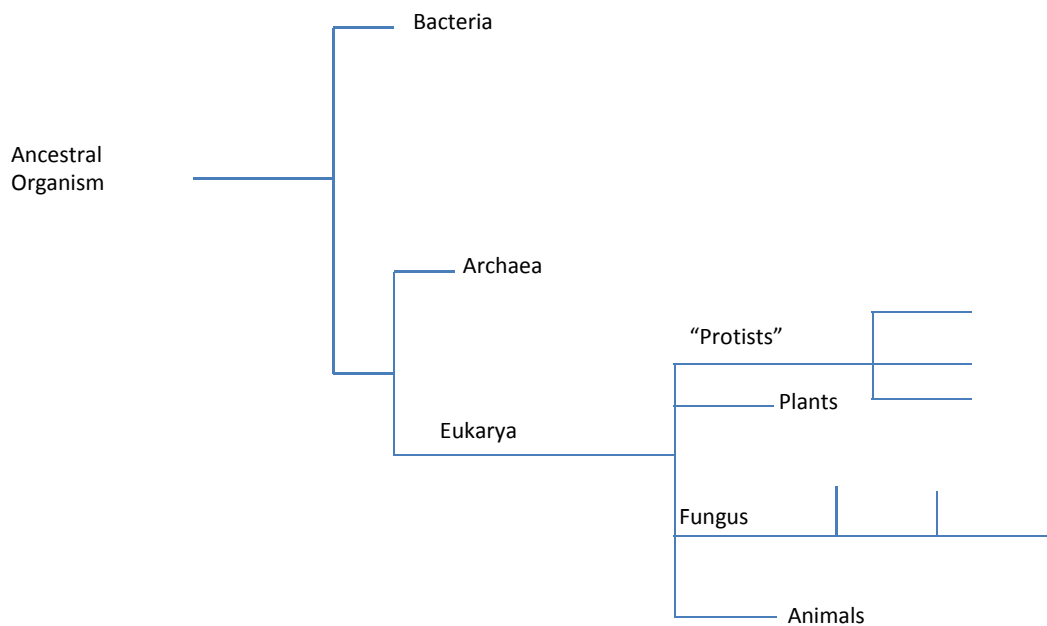 Bacteria
Ancestral
Organism
Archaea
“Protists”
Plants
Eukarya
Fungus
Animals